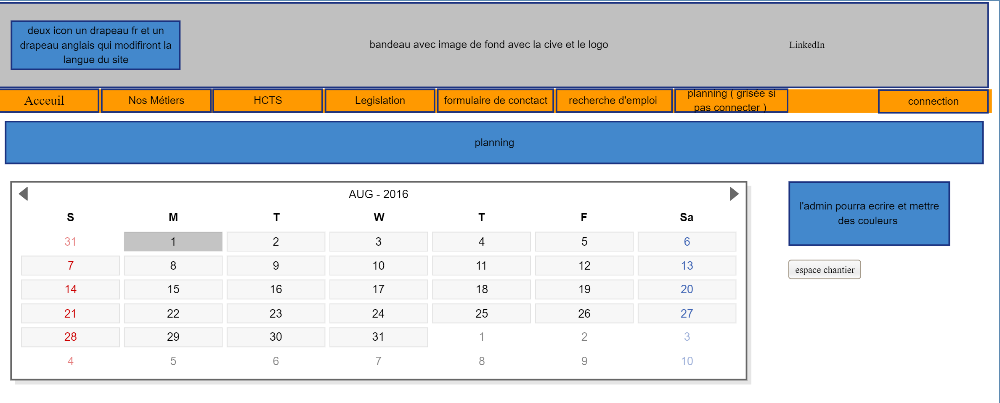 deux icon un drapeau fr et un
drapeau anglais qui modifiront la
langue du site
bandeau avec image de fond avec la cive et le logo
LinkedIn
Acceuil
Nos Métiers
HCTS
Legislation
formulaire de conctact
recherche d'emploi
planning ( grisée si
pas connecter )
connection
planning
AUG - 2016
S M T W T F Sa
31 1 2 3 4 5 6
7 8 9 10 11 12 13
14 15 16 17 18 19 20
21 22 23 24 25 26 27
28 29 30 31 1 2 3
4 5 6 7 8 9 10
l'admin pourra ecrire et mettre
des couleurs
espace chantier